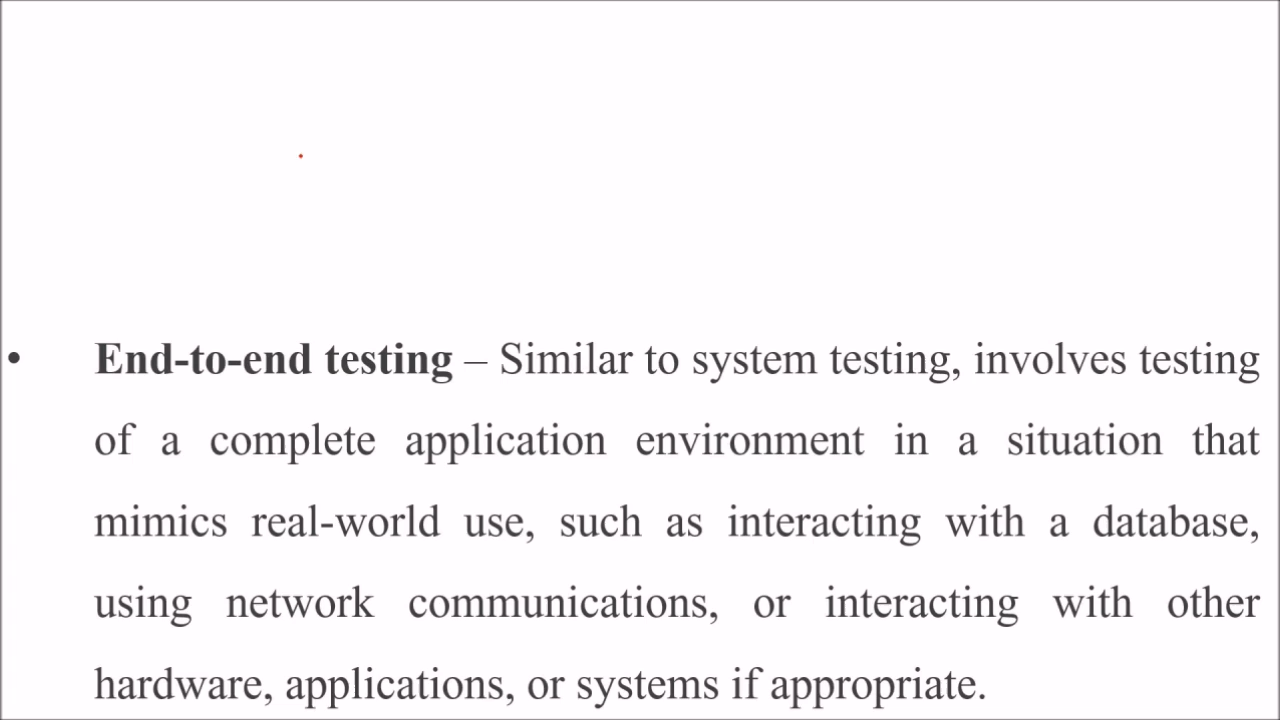 • End-to-end testing – Similar to system testing, involves testing
of a complete application environment in a situation that
mimics real-world use, such as interacting with a database,
using network communications, or interacting with other
hardware, applications, or systems if appropriate.